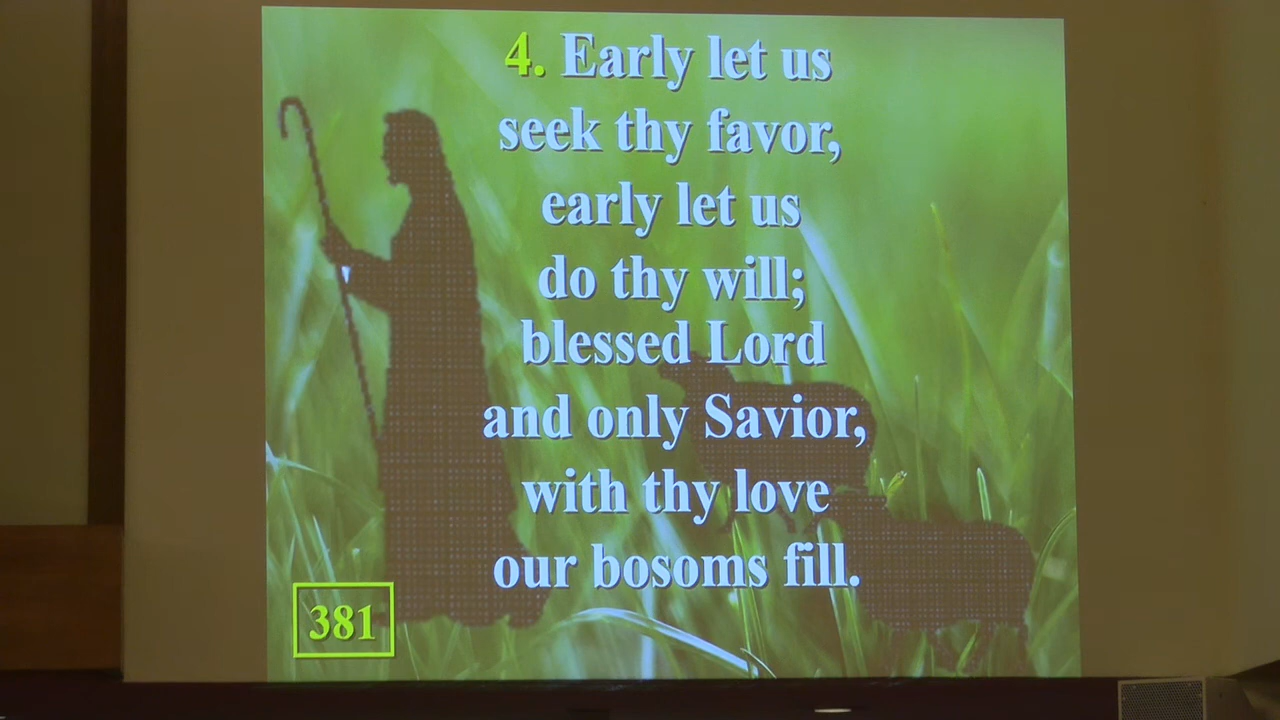 4. Early let us
seek thy favor,
early let us
do thy will;
blessed Lord
and only Savior,
with thy love
our bosoms fill.
381